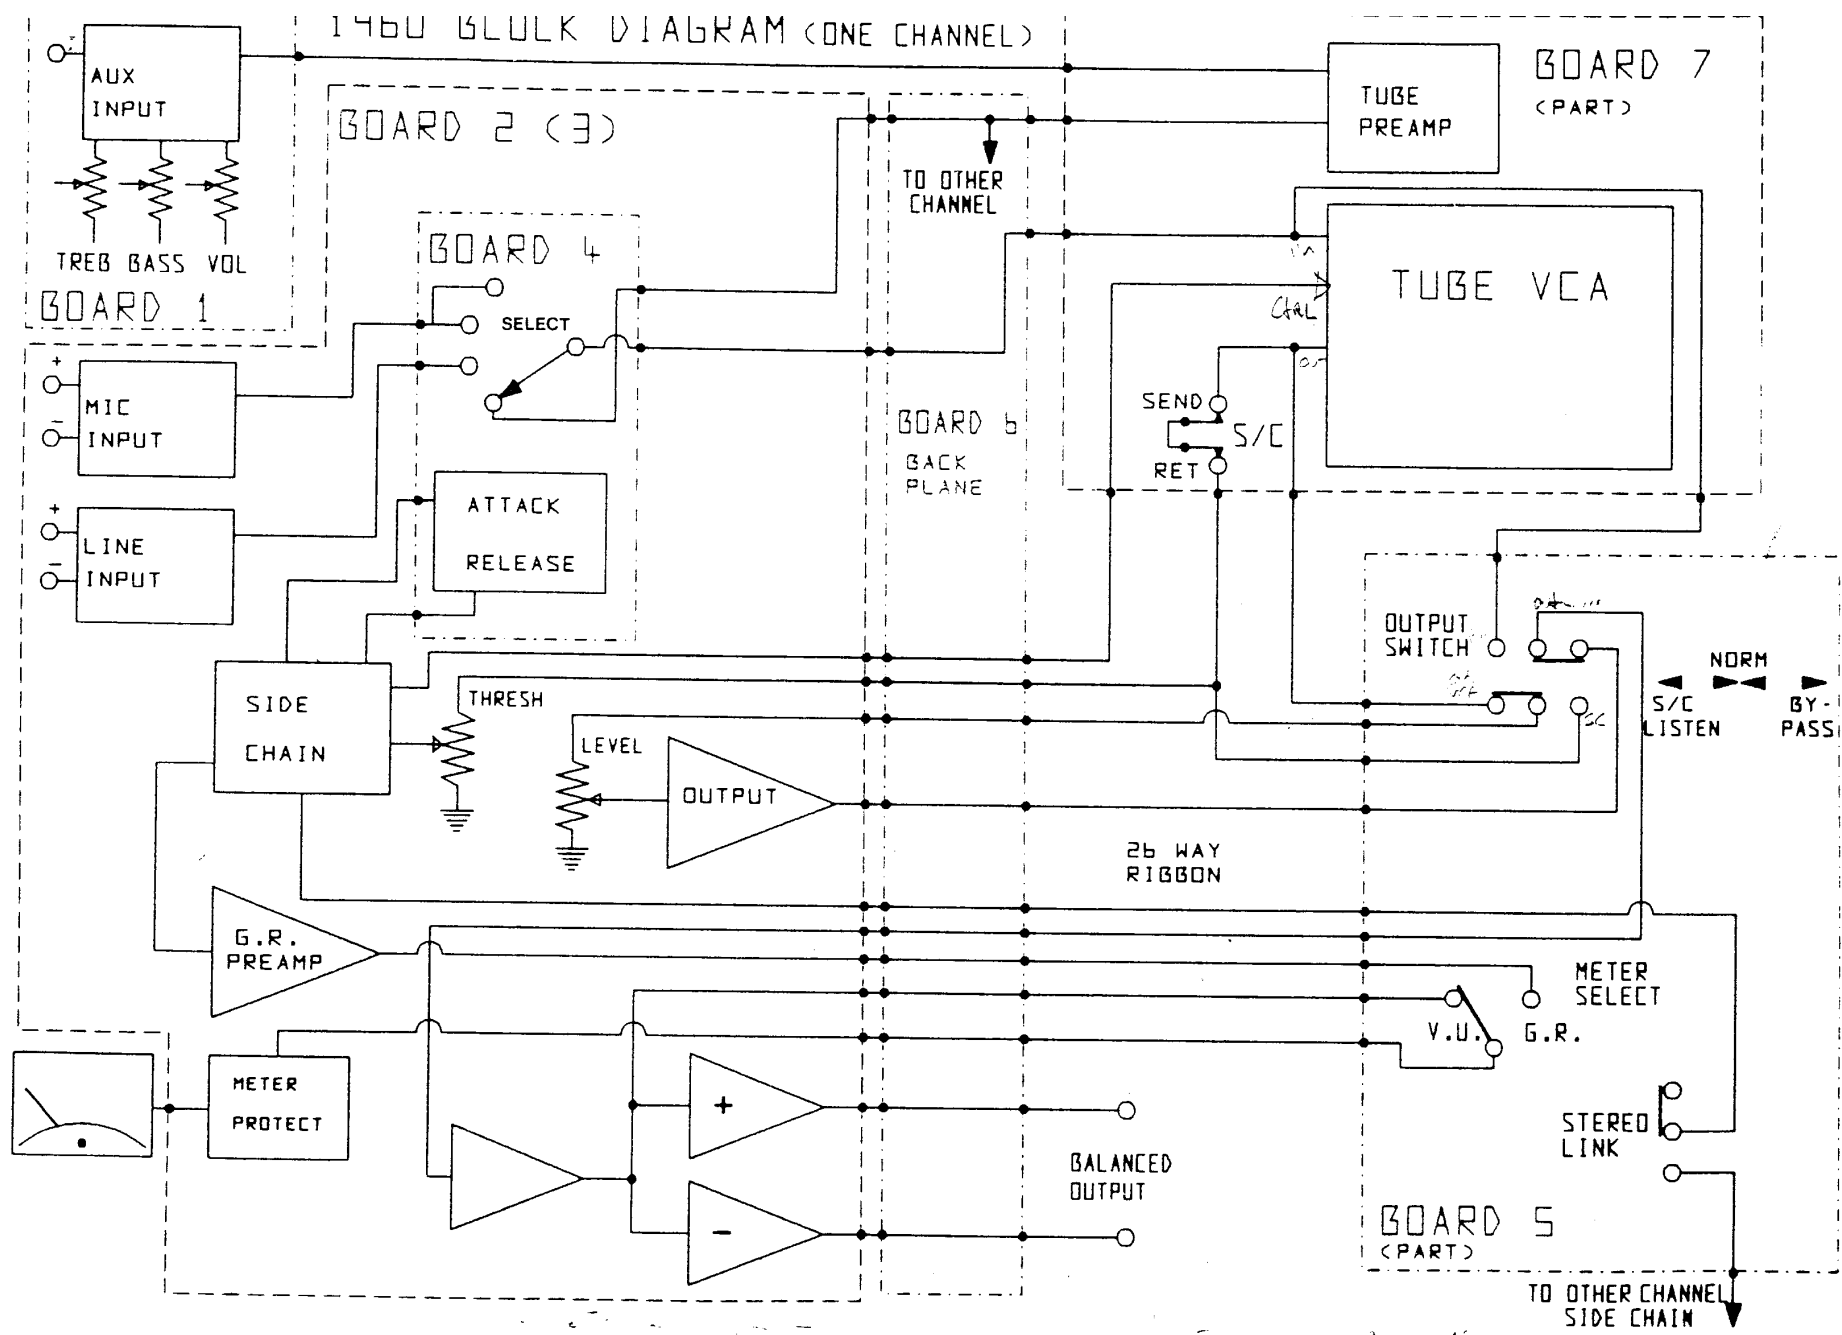 1960 BLOCK DIAGRAM (ONE CHANNEL)
AUX
INPUT
TREB BASS VOL
BOARD 1
BOARD 2 (3)
TO OTHER
CHANNEL
TUBE
PREAMP
BOARD 7
(PART)
BOARD 4
SELECT
TUBE VCA
CTRL
+
MIC
INPUT
-
+
LINE
INPUT
-
ATTACK
RELEASE
BOARD 6
BACK
PLANE
SEND
S/C
RET
SIDE
CHAIN
THRESH
LEVEL
OUTPUT
OUTPUT
SWITCH
SC
NORM
S/C
LISTEN
BY-
PASS
26 WAY
RIBBON
G.R.
PREAMP
METER
SELECT
V.U.
G.R.
METER
PROTECT
+
-
BALANCED
OUTPUT
STEREO
LINK
BOARD 5
(PART)
TO OTHER CHANNEL
SIDE CHAIN